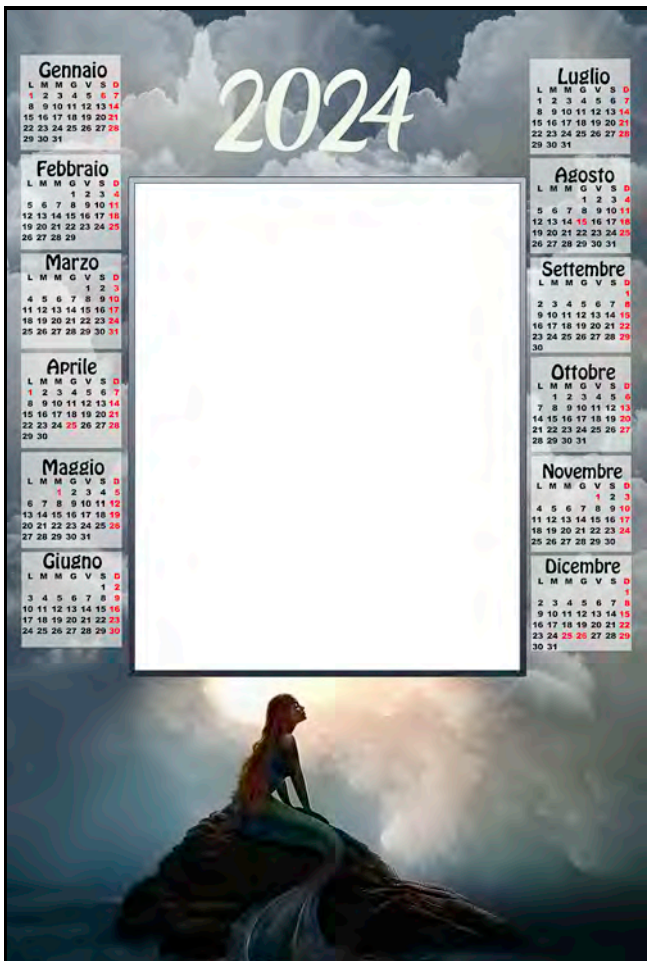 2024
Gennaio
L M M G V S D
1 2 3 4 5 6 7
8 9 10 11 12 13 14
15 16 17 18 19 20 21
22 23 24 25 26 27 28
29 30 31
Febbraio
L M M G V S D
1 2 3 4
5 6 7 8 9 10 11
12 13 14 15 16 17 18
19 20 21 22 23 24 25
26 27 28 29
Marzo
L M M G V S D
1 2 3
4 5 6 7 8 9 10
11 12 13 14 15 16 17
18 19 20 21 22 23 24
25 26 27 28 29 30 31
Aprile
L M M G V S D
1 2 3 4 5 6 7
8 9 10 11 12 13 14
15 16 17 18 19 20 21
22 23 24 25 26 27 28
29 30
Maggio
L M M G V S D
1 2 3 4 5
6 7 8 9 10 11 12
13 14 15 16 17 18 19
20 21 22 23 24 25 26
27 28 29 30 31
Giugno
L M M G V S D
1 2
3 4 5 6 7 8 9
10 11 12 13 14 15 16
17 18 19 20 21 22 23
24 25 26 27 28 29 30
Luglio
L M M G V S D
1 2 3 4 5 6 7
8 9 10 11 12 13 14
15 16 17 18 19 20 21
22 23 24 25 26 27 28
29 30 31
Agosto
L M M G V S D
1 2 3 4
5 6 7 8 9 10 11
12 13 14 15 16 17 18
19 20 21 22 23 24 25
26 27 28 29 30 31
Settembre
L M M G V S D
1
2 3 4 5 6 7 8
9 10 11 12 13 14 15
16 17 18 19 20 21 22
23 24 25 26 27 28 29
30
Ottobre
L M M G V S D
1 2 3 4 5 6
7 8 9 10 11 12 13
14 15 16 17 18 19 20
21 22 23 24 25 26 27
28 29 30 31
Novembre
L M M G V S D
1 2 3
4 5 6 7 8 9 10
11 12 13 14 15 16 17
18 19 20 21 22 23 24
25 26 27 28 29 30
Dicembre
L M M G V S D
1
2 3 4 5 6 7 8
9 10 11 12 13 14 15
16 17 18 19 20 21 22
23 24 25 26 27 28 29
30 31